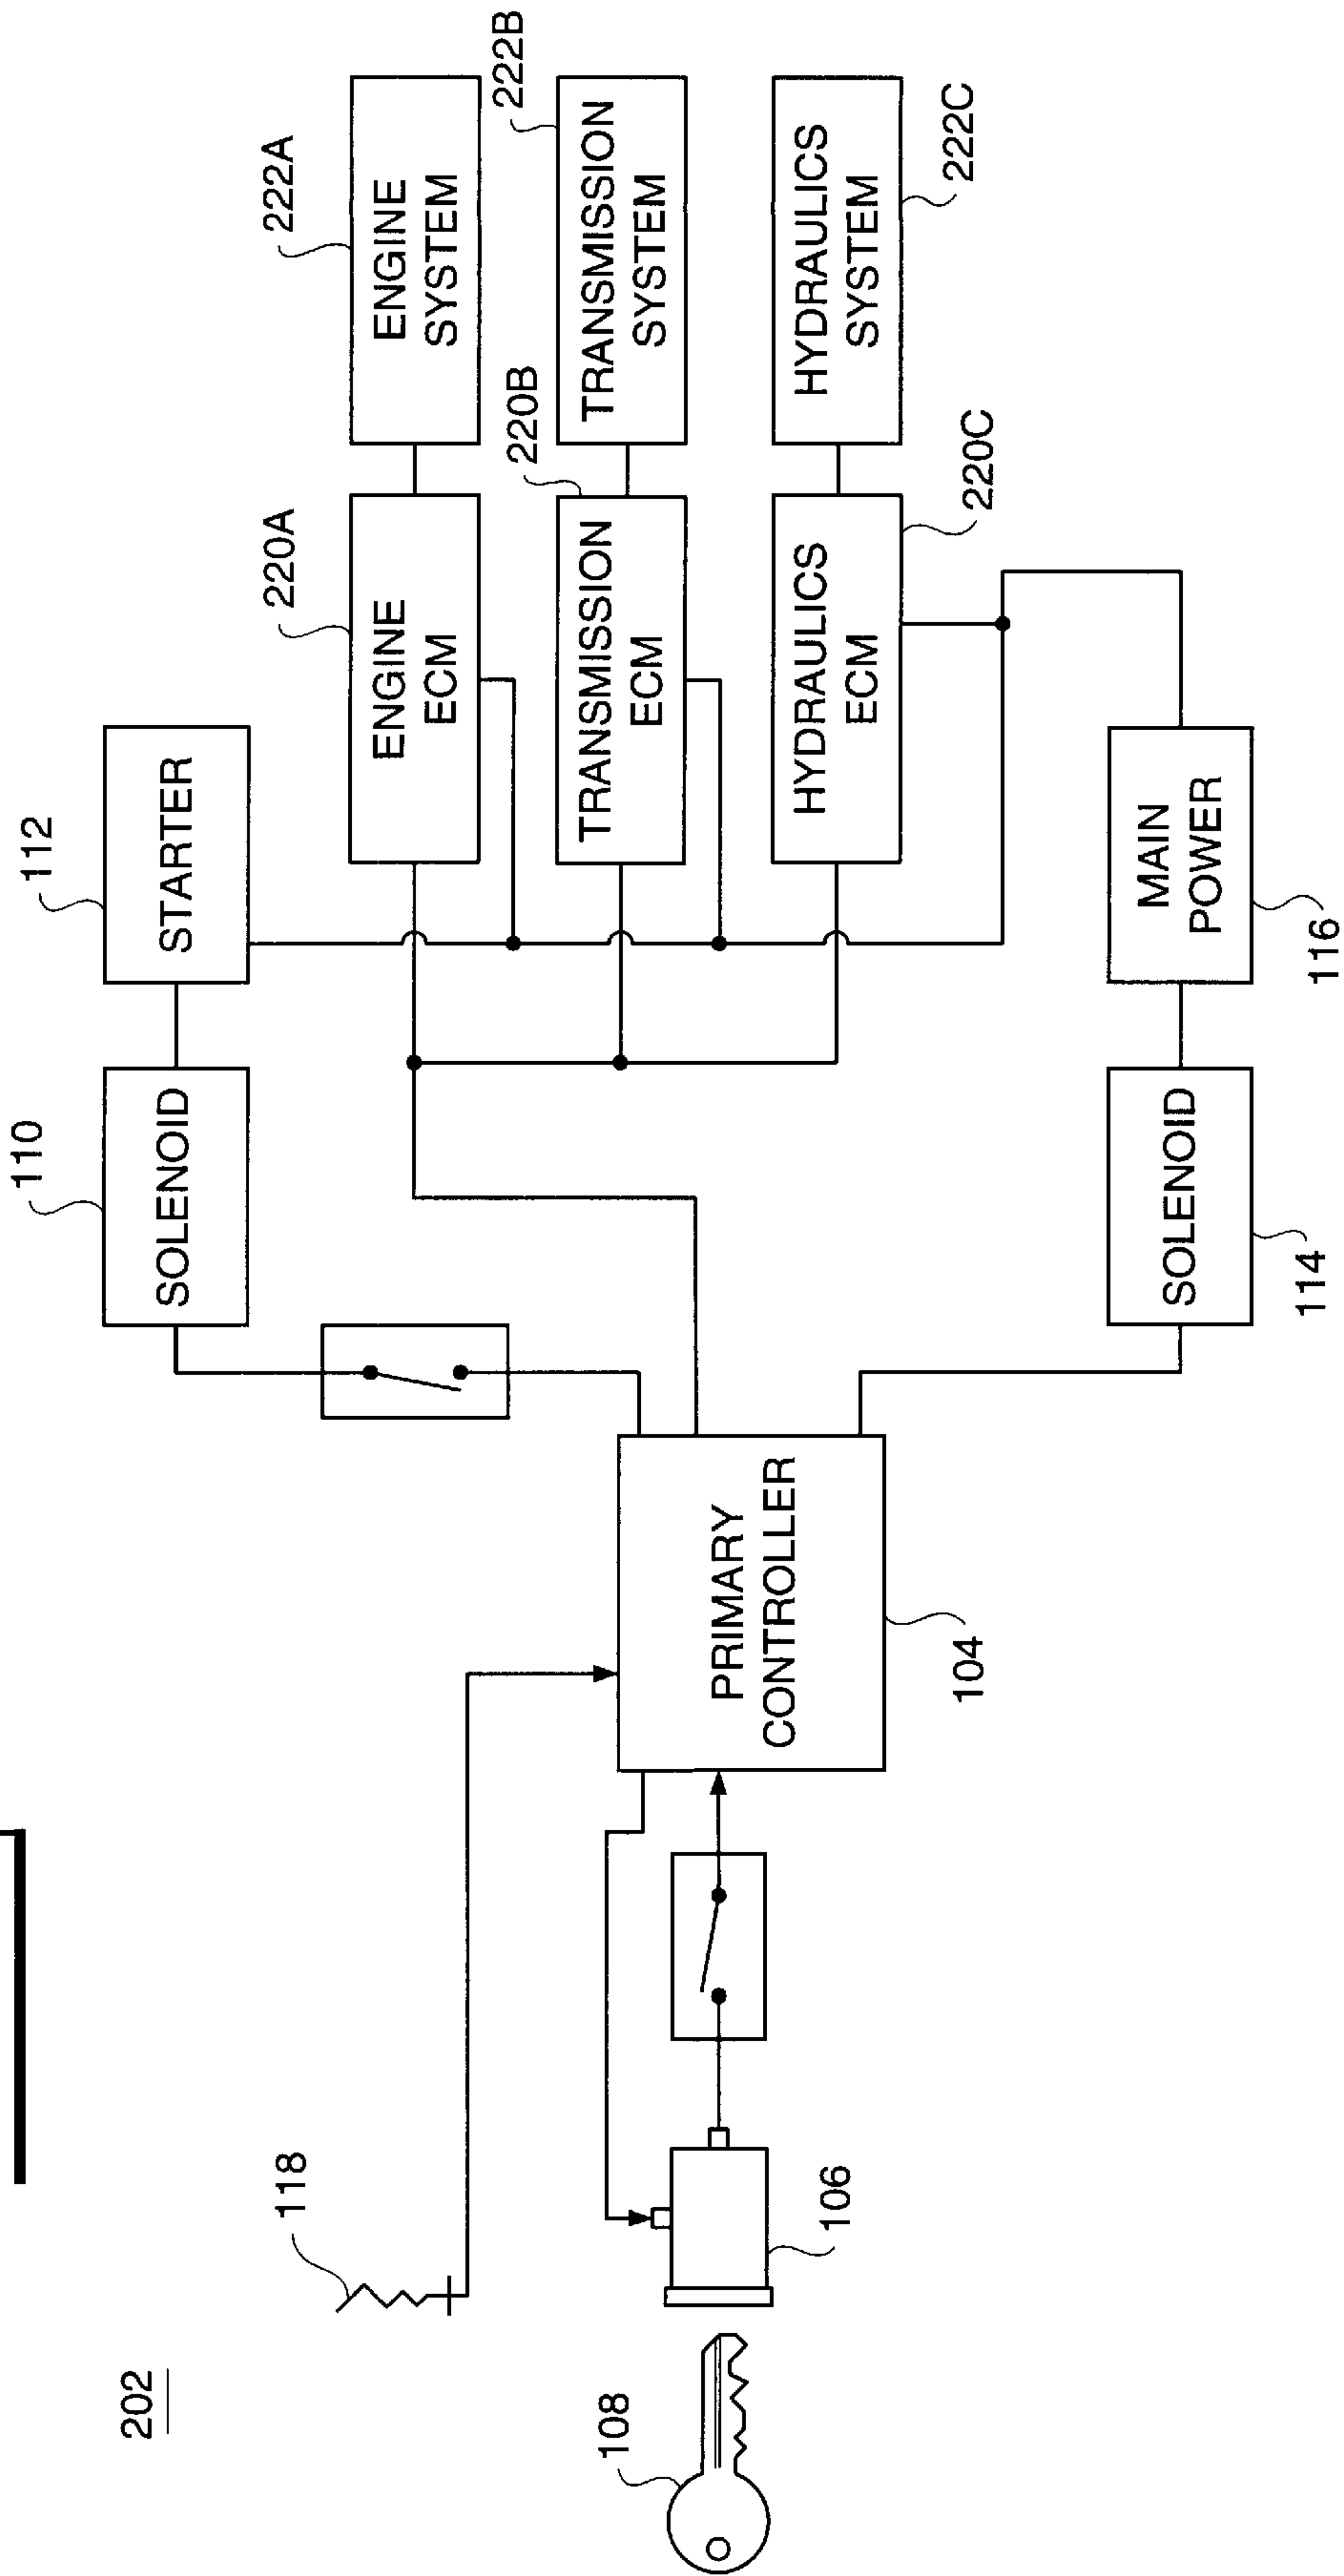 202
118
108
106
PRIMARY
CONTROLLER
104
110
SOLENOID
112
STARTER
220A
ENGINE
ECM
222A
ENGINE
SYSTEM
220B
TRANSMISSION
ECM
222B
TRANSMISSION
SYSTEM
HYDRAULICS
ECM
220C
HYDRAULICS
SYSTEM
222C
SOLENOID
114
MAIN
POWER
116